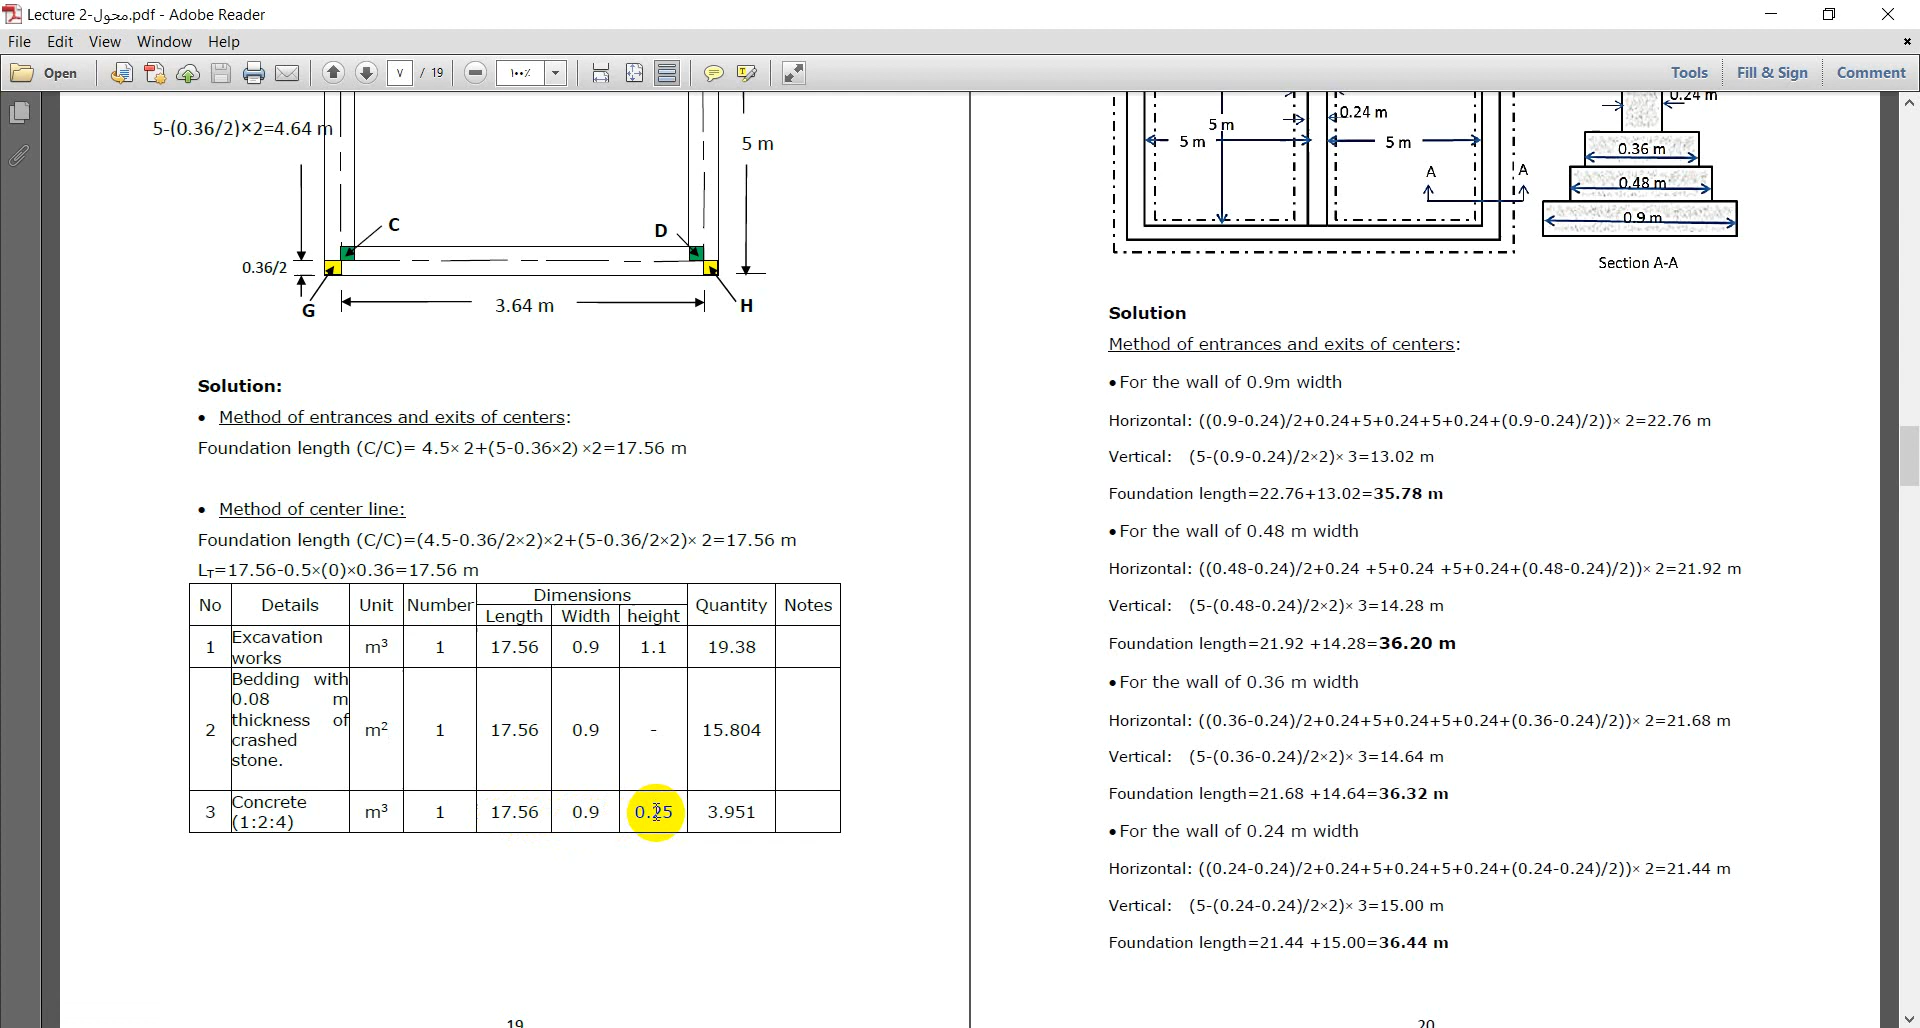 Lecture 2-محول.pdf - Adobe Reader
File Edit View Window Help
Open ٧ / 19 ١٠٠٪ Tools Fill & Sign Comment
5-(0.36/2)×2=4.64 m
5 m
C
D
0.36/2
G
3.64 m
H
Solution:
• Method of entrances and exits of centers:
Foundation length (C/C)= 4.5× 2+(5-0.36×2) ×2=17.56 m
• Method of center line:
Foundation length (C/C)=(4.5-0.36/2×2)×2+(5-0.36/2×2)× 2=17.56 m
LT=17.56-0.5×(0)×0.36=17.56 m
No Details Unit Number Dimensions Quantity Notes
Length Width height
1 Excavation works m³ 1 17.56 0.9 1.1 19.38
2 Bedding with 0.08 m thickness of crashed stone. m² 1 17.56 0.9 - 15.804
3 Concrete (1:2:4) m³ 1 17.56 0.9 0.25 3.951
19
0.24 m
5 m
5 m
5 m
A
A
0.24 m
0.36 m
0.48 m
0.9 m
Section A-A
Solution
Method of entrances and exits of centers:
• For the wall of 0.9m width
Horizontal: ((0.9-0.24)/2+0.24+5+0.24+5+0.24+(0.9-0.24)/2))× 2=22.76 m
Vertical: (5-(0.9-0.24)/2×2)× 3=13.02 m
Foundation length=22.76+13.02=35.78 m
• For the wall of 0.48 m width
Horizontal: ((0.48-0.24)/2+0.24 +5+0.24 +5+0.24+(0.48-0.24)/2))× 2=21.92 m
Vertical: (5-(0.48-0.24)/2×2)× 3=14.28 m
Foundation length=21.92 +14.28=36.20 m
• For the wall of 0.36 m width
Horizontal: ((0.36-0.24)/2+0.24+5+0.24+5+0.24+(0.36-0.24)/2))× 2=21.68 m
Vertical: (5-(0.36-0.24)/2×2)× 3=14.64 m
Foundation length=21.68 +14.64=36.32 m
• For the wall of 0.24 m width
Horizontal: ((0.24-0.24)/2+0.24+5+0.24+5+0.24+(0.24-0.24)/2))× 2=21.44 m
Vertical: (5-(0.24-0.24)/2×2)× 3=15.00 m
Foundation length=21.44 +15.00=36.44 m
20